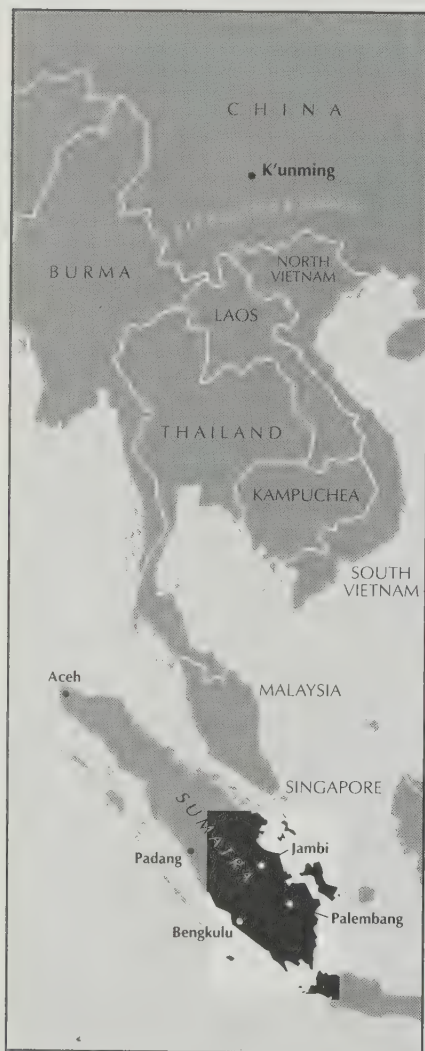 CHINA
K'unming
BURMA
NORTH
VIETNAM
LAOS
THAILAND
KAMPUCHEA
SOUTH
VIETNAM
Aceh
MALAYSIA
SINGAPORE
SUMATRA
Jambi
Padang
Palembang
Bengkulu